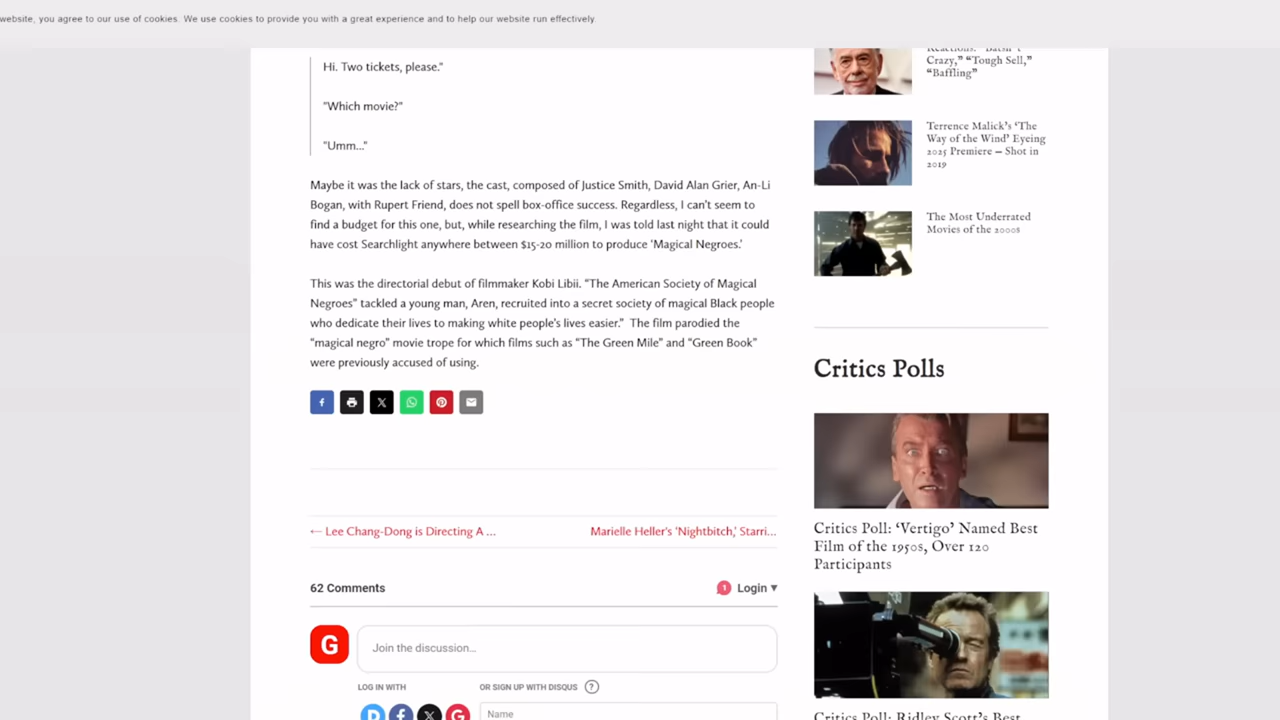 website, you agree to our use of cookies. We use cookies to provide you with a great experience and to help our website run effectively.
Hi. Two tickets, please."
"Which movie?"
"Umm..."
Maybe it was the lack of stars, the cast, composed of Justice Smith, David Alan Grier, An-Li
Bogan, with Rupert Friend, does not spell box-office success. Regardless, I can't seem to
find a budget for this one, but, while researching the film, I was told last night that it could
have cost Searchlight anywhere between $15-20 million to produce 'Magical Negroes.'
This was the directorial debut of filmmaker Kobi Libii. “The American Society of Magical
Negroes” tackled a young man, Aren, recruited into a secret society of magical Black people
who dedicate their lives to making white people's lives easier.” The film parodied the
“magical negro” movie trope for which films such as “The Green Mile” and “Green Book”
were previously accused of using.
← Lee Chang-Dong is Directing A ...
Marielle Heller's 'Nightbitch,' Starri...
62 Comments
1 Login ▼
G
Join the discussion...
LOG IN WITH
OR SIGN UP WITH DISQUS ?
D f X G
Name
Reactions: “Batsh*t
Crazy,” “Tough Sell,”
“Baffling”
Terrence Malick's ‘The
Way of the Wind’ Eyeing
2025 Premiere — Shot in
2019
The Most Underrated
Movies of the 2000s
Critics Polls
Critics Poll: ‘Vertigo’ Named Best
Film of the 1950s, Over 120
Participants
Critics Poll: Ridley Scott's Best